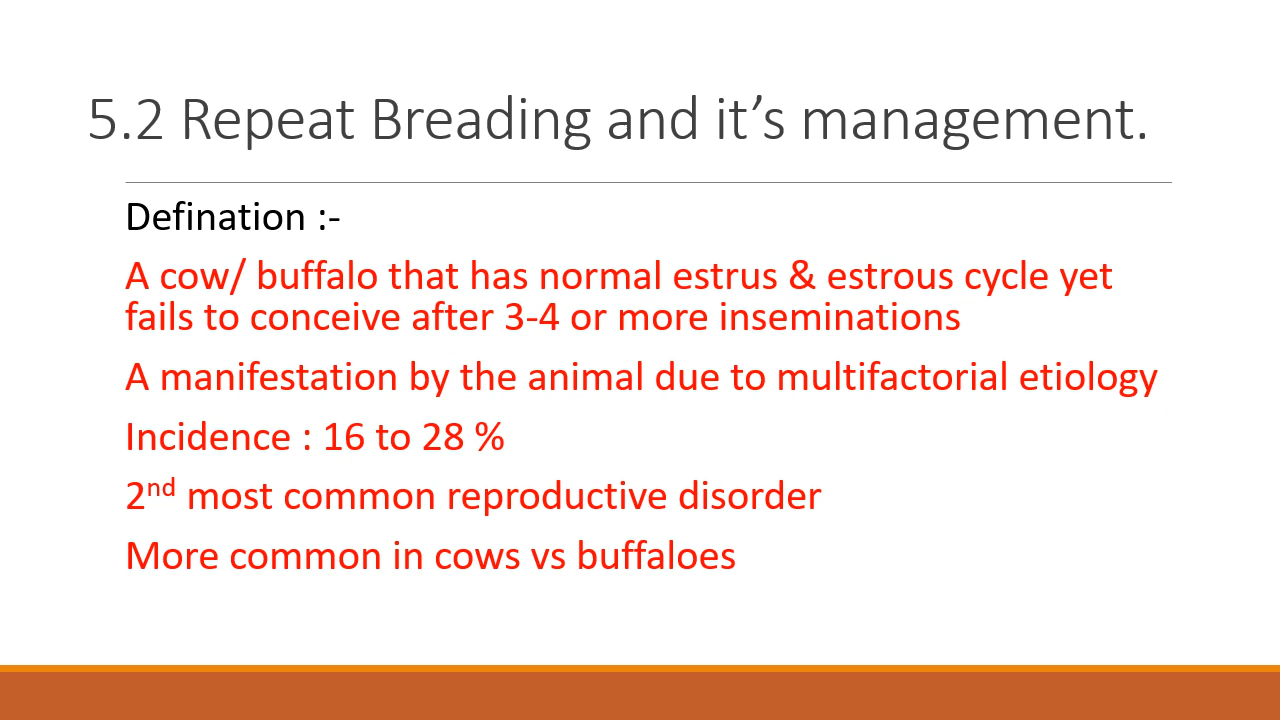 5.2 Repeat Breading and it’s management.
Defination :-
A cow/ buffalo that has normal estrus & estrous cycle yet
fails to conceive after 3-4 or more inseminations
A manifestation by the animal due to multifactorial etiology
Incidence : 16 to 28 %
2nd most common reproductive disorder
More common in cows vs buffaloes